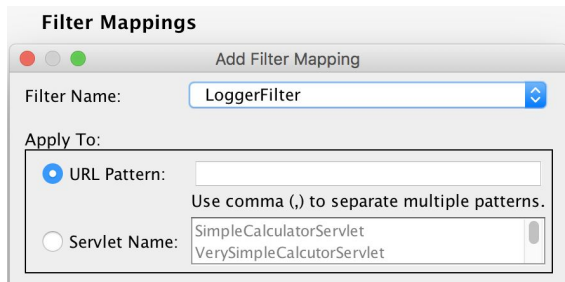 Filter Mappings
Add Filter Mapping
Filter Name: LoggerFilter
Apply To:
URL Pattern:
Use comma (,) to separate multiple patterns.
Servlet Name: SimpleCalculatorServlet
VerySimpleCalcutorServlet